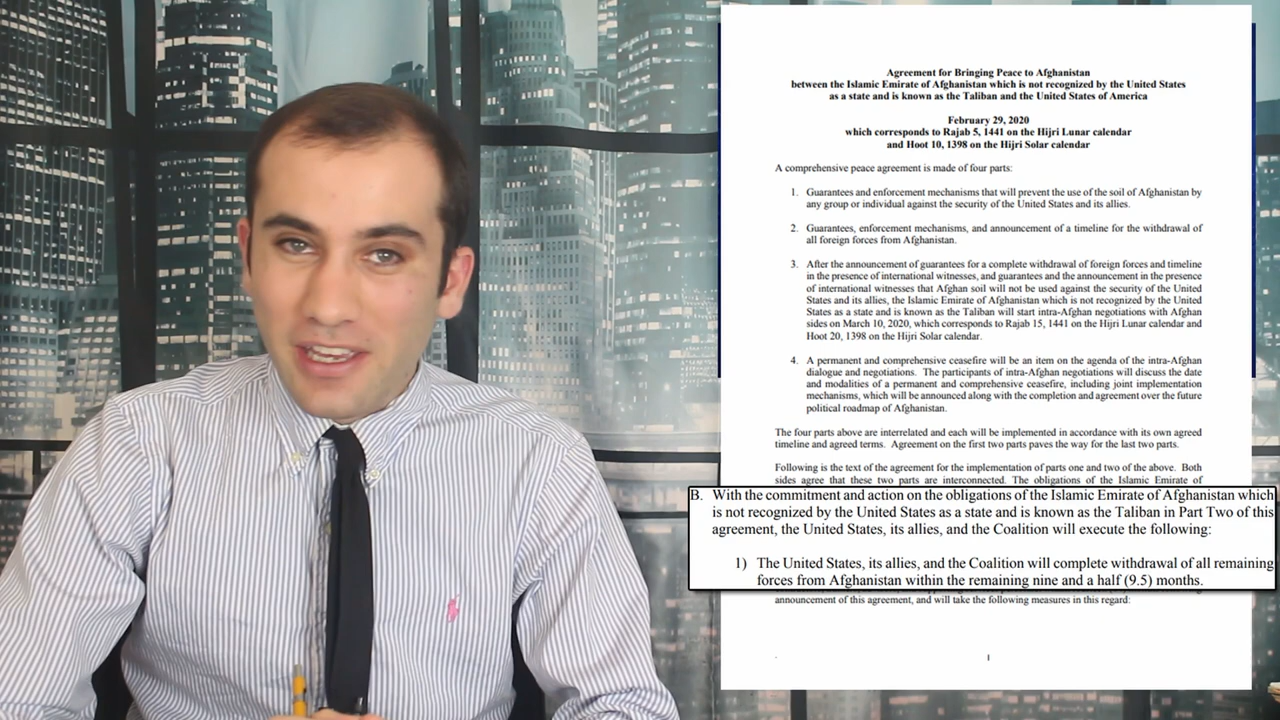 Agreement for Bringing Peace to Afghanistan
between the Islamic Emirate of Afghanistan which is not recognized by the United States
as a state and is known as the Taliban and the United States of America
February 29, 2020
which corresponds to Rajab 5, 1441 on the Hijri Lunar calendar
and Hoot 10, 1398 on the Hijri Solar calendar
A comprehensive peace agreement is made of four parts:
1. Guarantees and enforcement mechanisms that will prevent the use of the soil of Afghanistan by
any group or individual against the security of the United States and its allies.
2. Guarantees, enforcement mechanisms, and announcement of a timeline for the withdrawal of
all foreign forces from Afghanistan.
3. After the announcement of guarantees for a complete withdrawal of foreign forces and timeline
in the presence of international witnesses, and guarantees and the announcement in the presence
of international witnesses that Afghan soil will not be used against the security of the United
States and its allies, the Islamic Emirate of Afghanistan which is not recognized by the United
States as a state and is known as the Taliban will start intra-Afghan negotiations with Afghan
sides on March 10, 2020, which corresponds to Rajab 15, 1441 on the Hijri Lunar calendar and
Hoot 20, 1398 on the Hijri Solar calendar.
4. A permanent and comprehensive ceasefire will be an item on the agenda of the intra-Afghan
dialogue and negotiations. The participants of intra-Afghan negotiations will discuss the date
and modalities of a permanent and comprehensive ceasefire, including joint implementation
mechanisms, which will be announced along with the completion and agreement over the future
political roadmap of Afghanistan.
The four parts above are interrelated and each will be implemented in accordance with its own agreed
timeline and agreed terms. Agreement on the first two parts paves the way for the last two parts.
Following is the text of the agreement for the implementation of parts one and two of the above. Both
sides agree that these two parts are interconnected. The obligations of the Islamic Emirate of
B. With the commitment and action on the obligations of the Islamic Emirate of Afghanistan which
is not recognized by the United States as a state and is known as the Taliban in Part Two of this
agreement, the United States, its allies, and the Coalition will execute the following:
1) The United States, its allies, and the Coalition will complete withdrawal of all remaining
forces from Afghanistan within the remaining nine and a half (9.5) months.
announcement of this agreement, and will take the following measures in this regard:
1